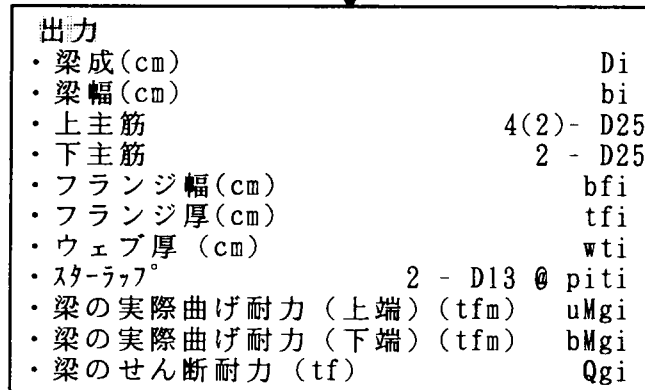 出力
・梁成(cm) Di
・梁幅(cm) bi
・上主筋 4(2)- D25
・下主筋 2 - D25
・フランジ幅(cm) bfi
・フランジ厚(cm) tfi
・ウェブ厚 (cm) wti
・ｽﾀｰﾗｯﾌﾟ 2 - D13 @ piti
・梁の実際曲げ耐力 (上端) (tfm) uMgi
・梁の実際曲げ耐力 (下端) (tfm) bMgi
・梁のせん断耐力 (tf) Qgi